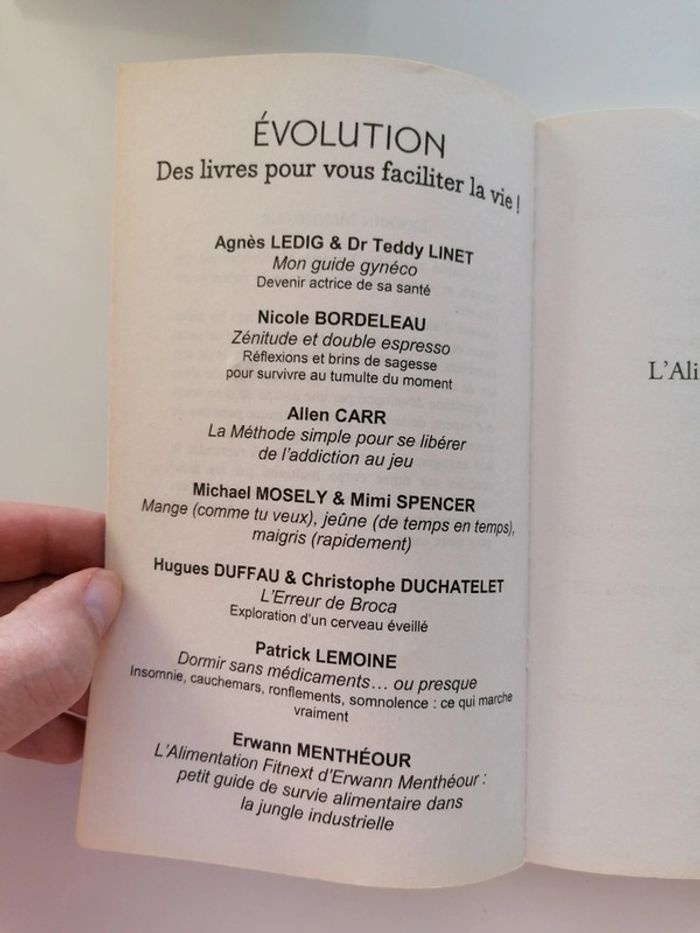 ÉVOLUTION
Des livres pour vous faciliter la vie !
Agnès LEDIG & Dr Teddy LINET
Mon guide gynéco
Devenir actrice de sa santé
Nicole BORDELEAU
Zénitude et double espresso
Réflexions et brins de sagesse
pour survivre au tumulte du moment
Allen CARR
La Méthode simple pour se libérer
de l'addiction au jeu
Michael MOSELY & Mimi SPENCER
Mange (comme tu veux), jeûne (de temps en temps),
maigris (rapidement)
Hugues DUFFAU & Christophe DUCHATELET
L'Erreur de Broca
Exploration d'un cerveau éveillé
Patrick LEMOINE
Dormir sans médicaments… ou presque
Insomnie, cauchemars, ronflements, somnolence : ce qui marche
vraiment
Erwann MENTHÉOUR
L'Alimentation Fitnext d'Erwann Menthéour :
petit guide de survie alimentaire dans
la jungle industrielle
L'Ali